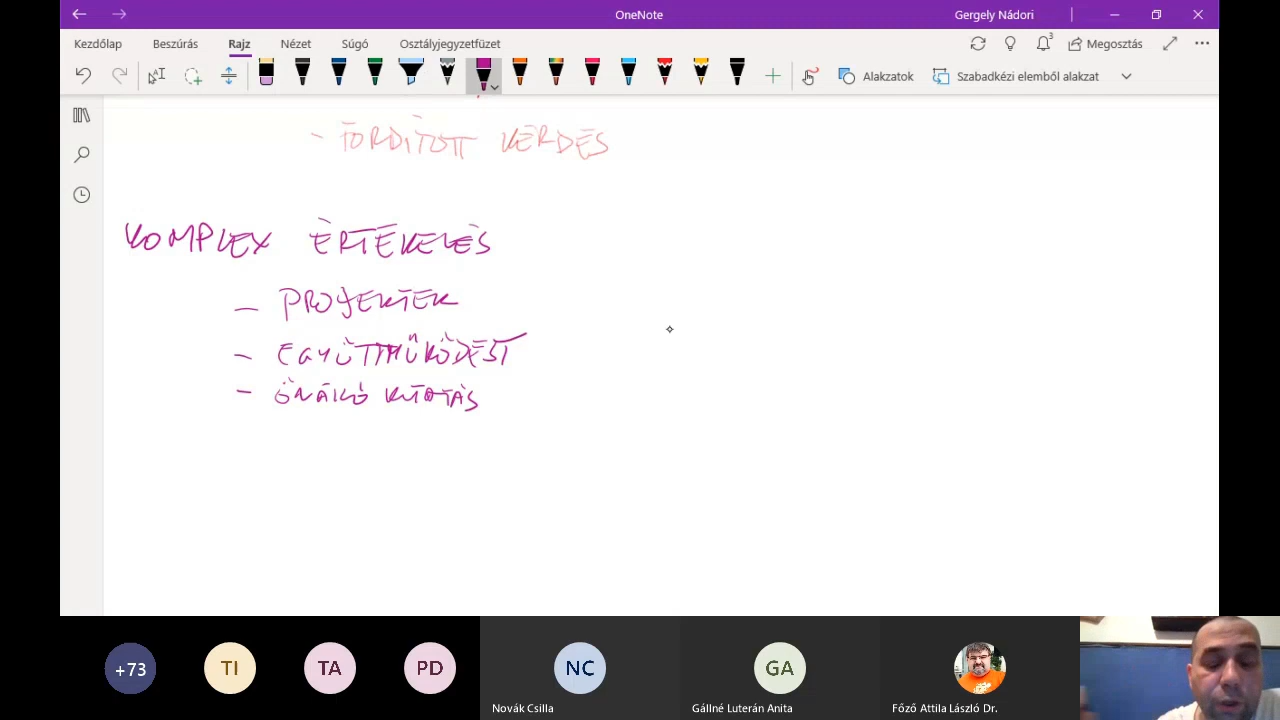 OneNote
Gergely Nádori
Kezdőlap Beszúrás Rajz Nézet Súgó Osztályjegyzetfüzet
Megosztás
Alakzatok
Szabadkézi elemből alakzat
- FORDÍTOTT KÉRDÉS
KOMPLEX ÉRTÉKELÉS
- PROJEKTEK
- EGYÜTTMŰKÖDÉST
- ÖNÁLLÓ KUTATÁS
+73 TI TA PD NC GA
Novák Csilla
Gállné Luterán Anita
Főző Attila László Dr.